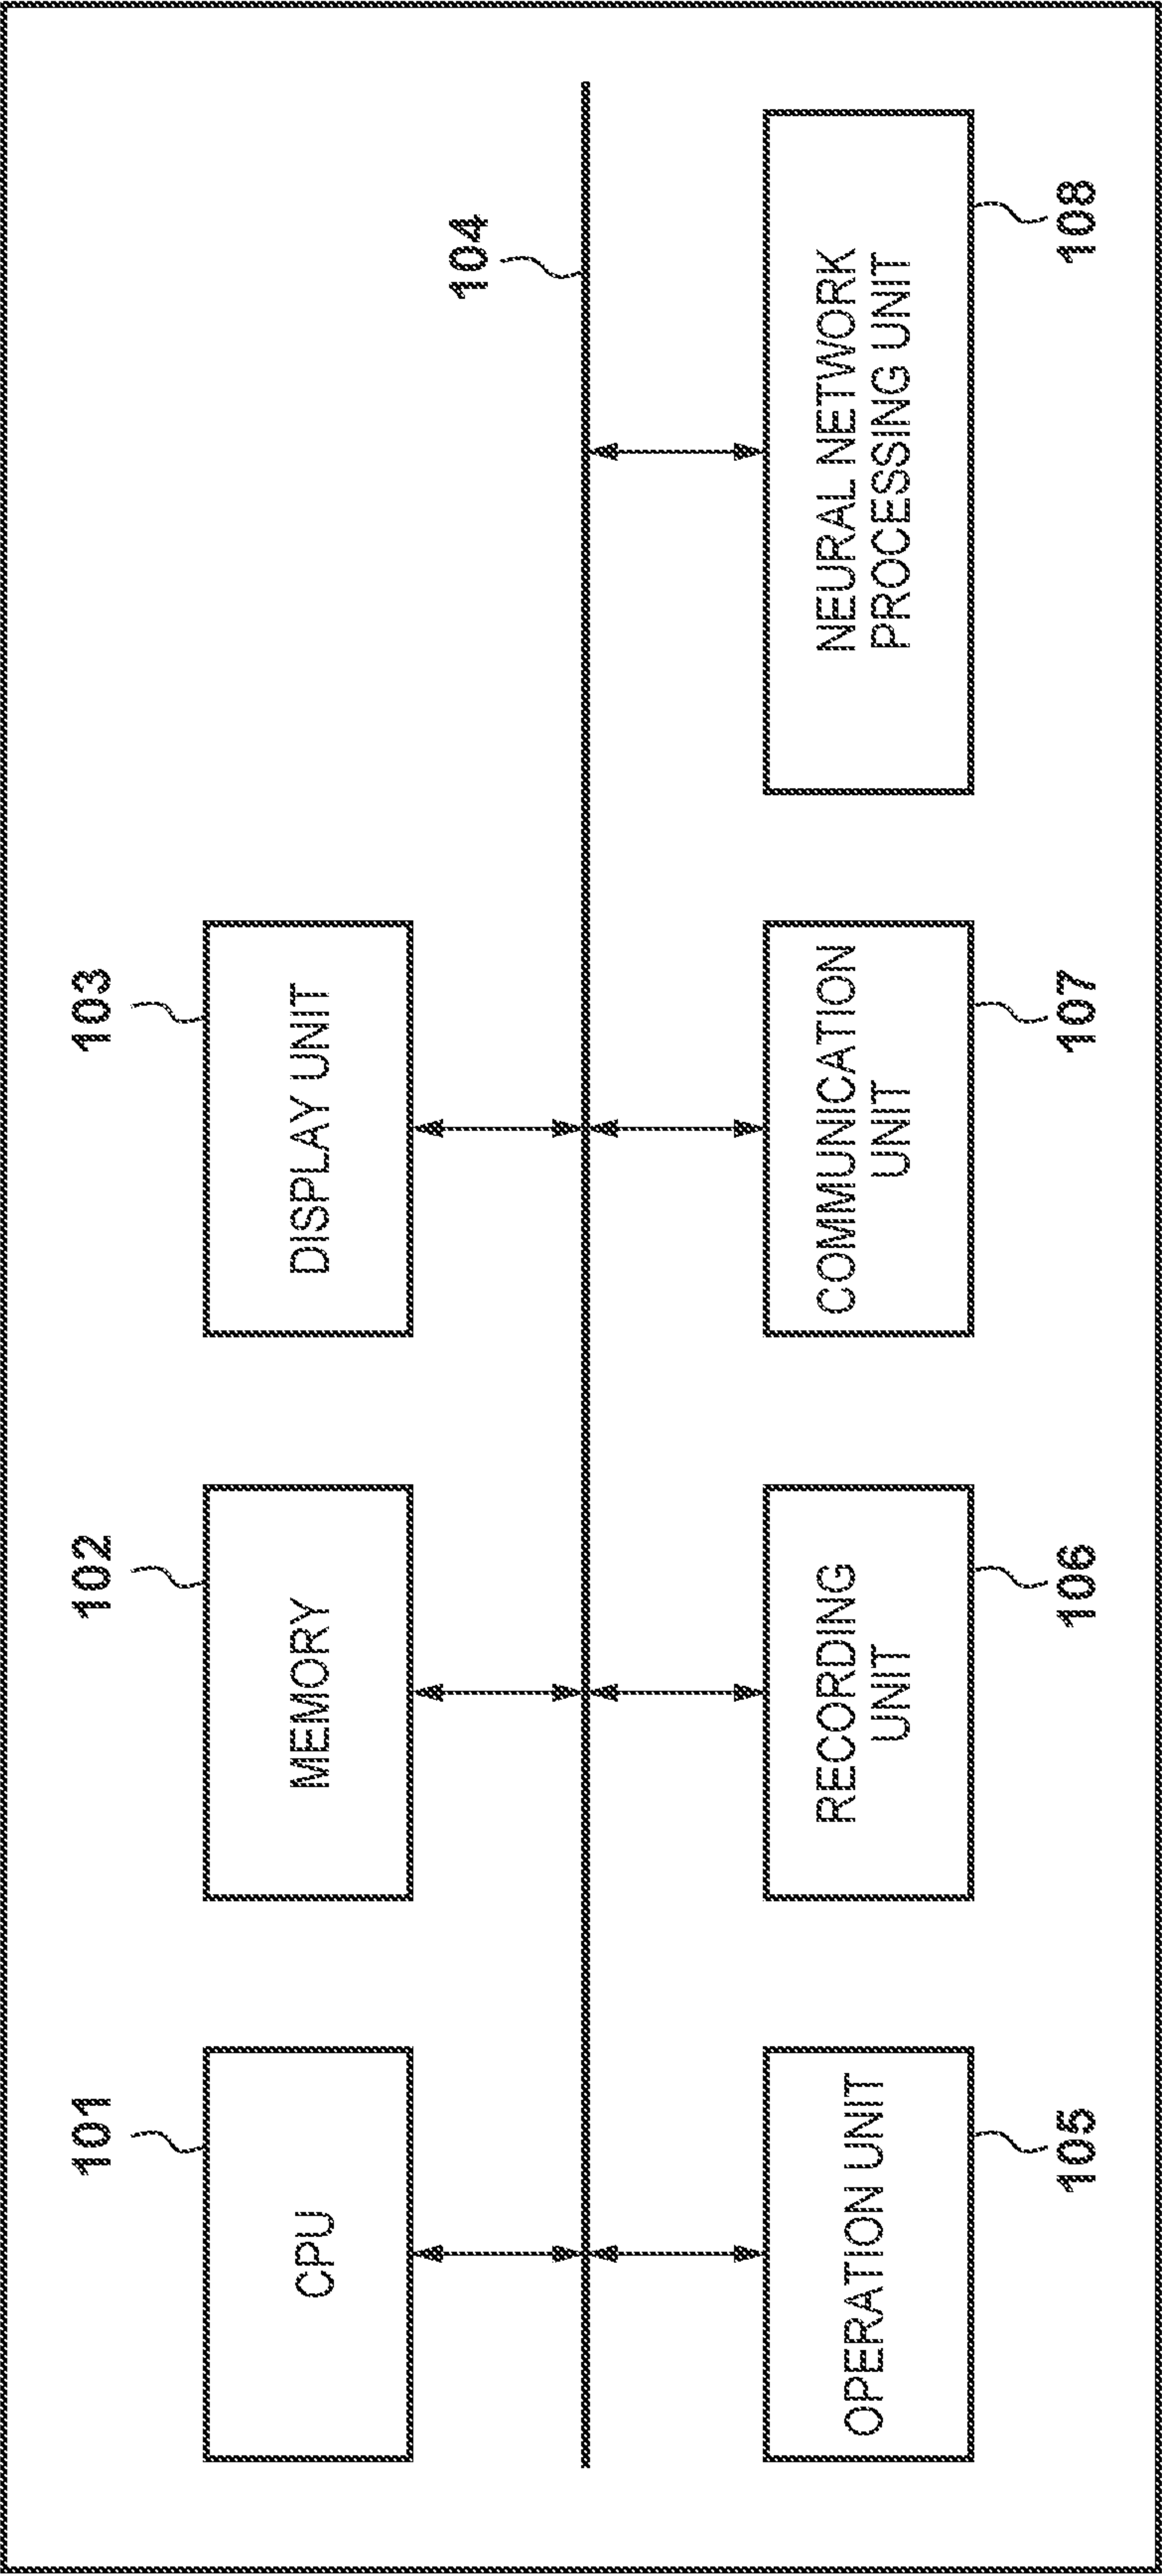 101
CPU
102
MEMORY
103
DISPLAY UNIT
104
105
OPERATION UNIT
106
RECORDING
UNIT
107
COMMUNICATION
UNIT
108
NEURAL NETWORK
PROCESSING UNIT